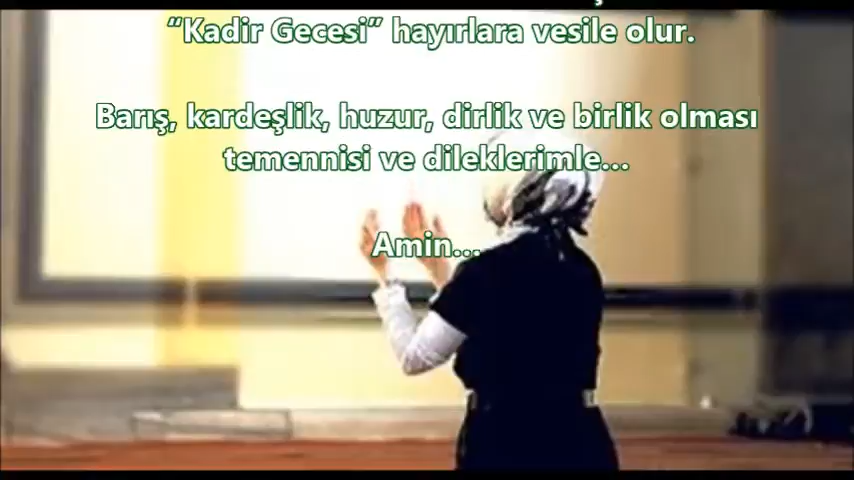 “Kadir Gecesi” hayırlara vesile olur.
Barış, kardeşlik, huzur, dirlik ve birlik olması
temennisi ve dileklerimle...
Amin...